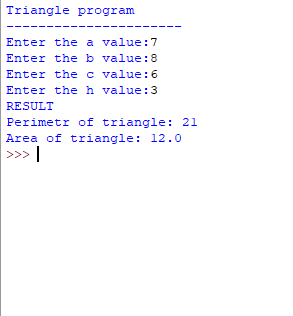 Triangle program
----------------------
Enter the a value:7
Enter the b value:8
Enter the c value:6
Enter the h value:3
RESULT
Perimetr of triangle: 21
Area of triangle: 12.0
>>>